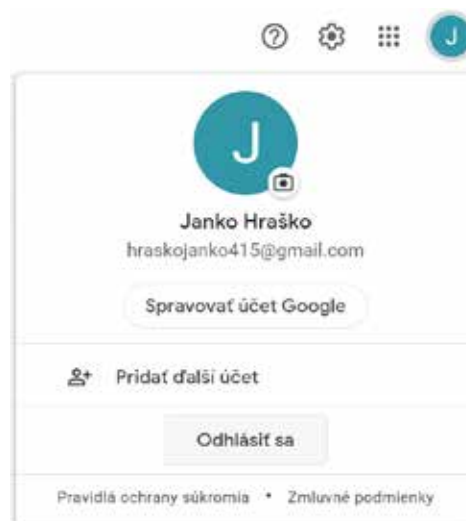 J
J
Janko Hraško
hraskojanko415@gmail.com
Spravovať účet Google
Pridať ďalší účet
Odhlásiť sa
Pravidlá ochrany súkromia • Zmluvné podmienky